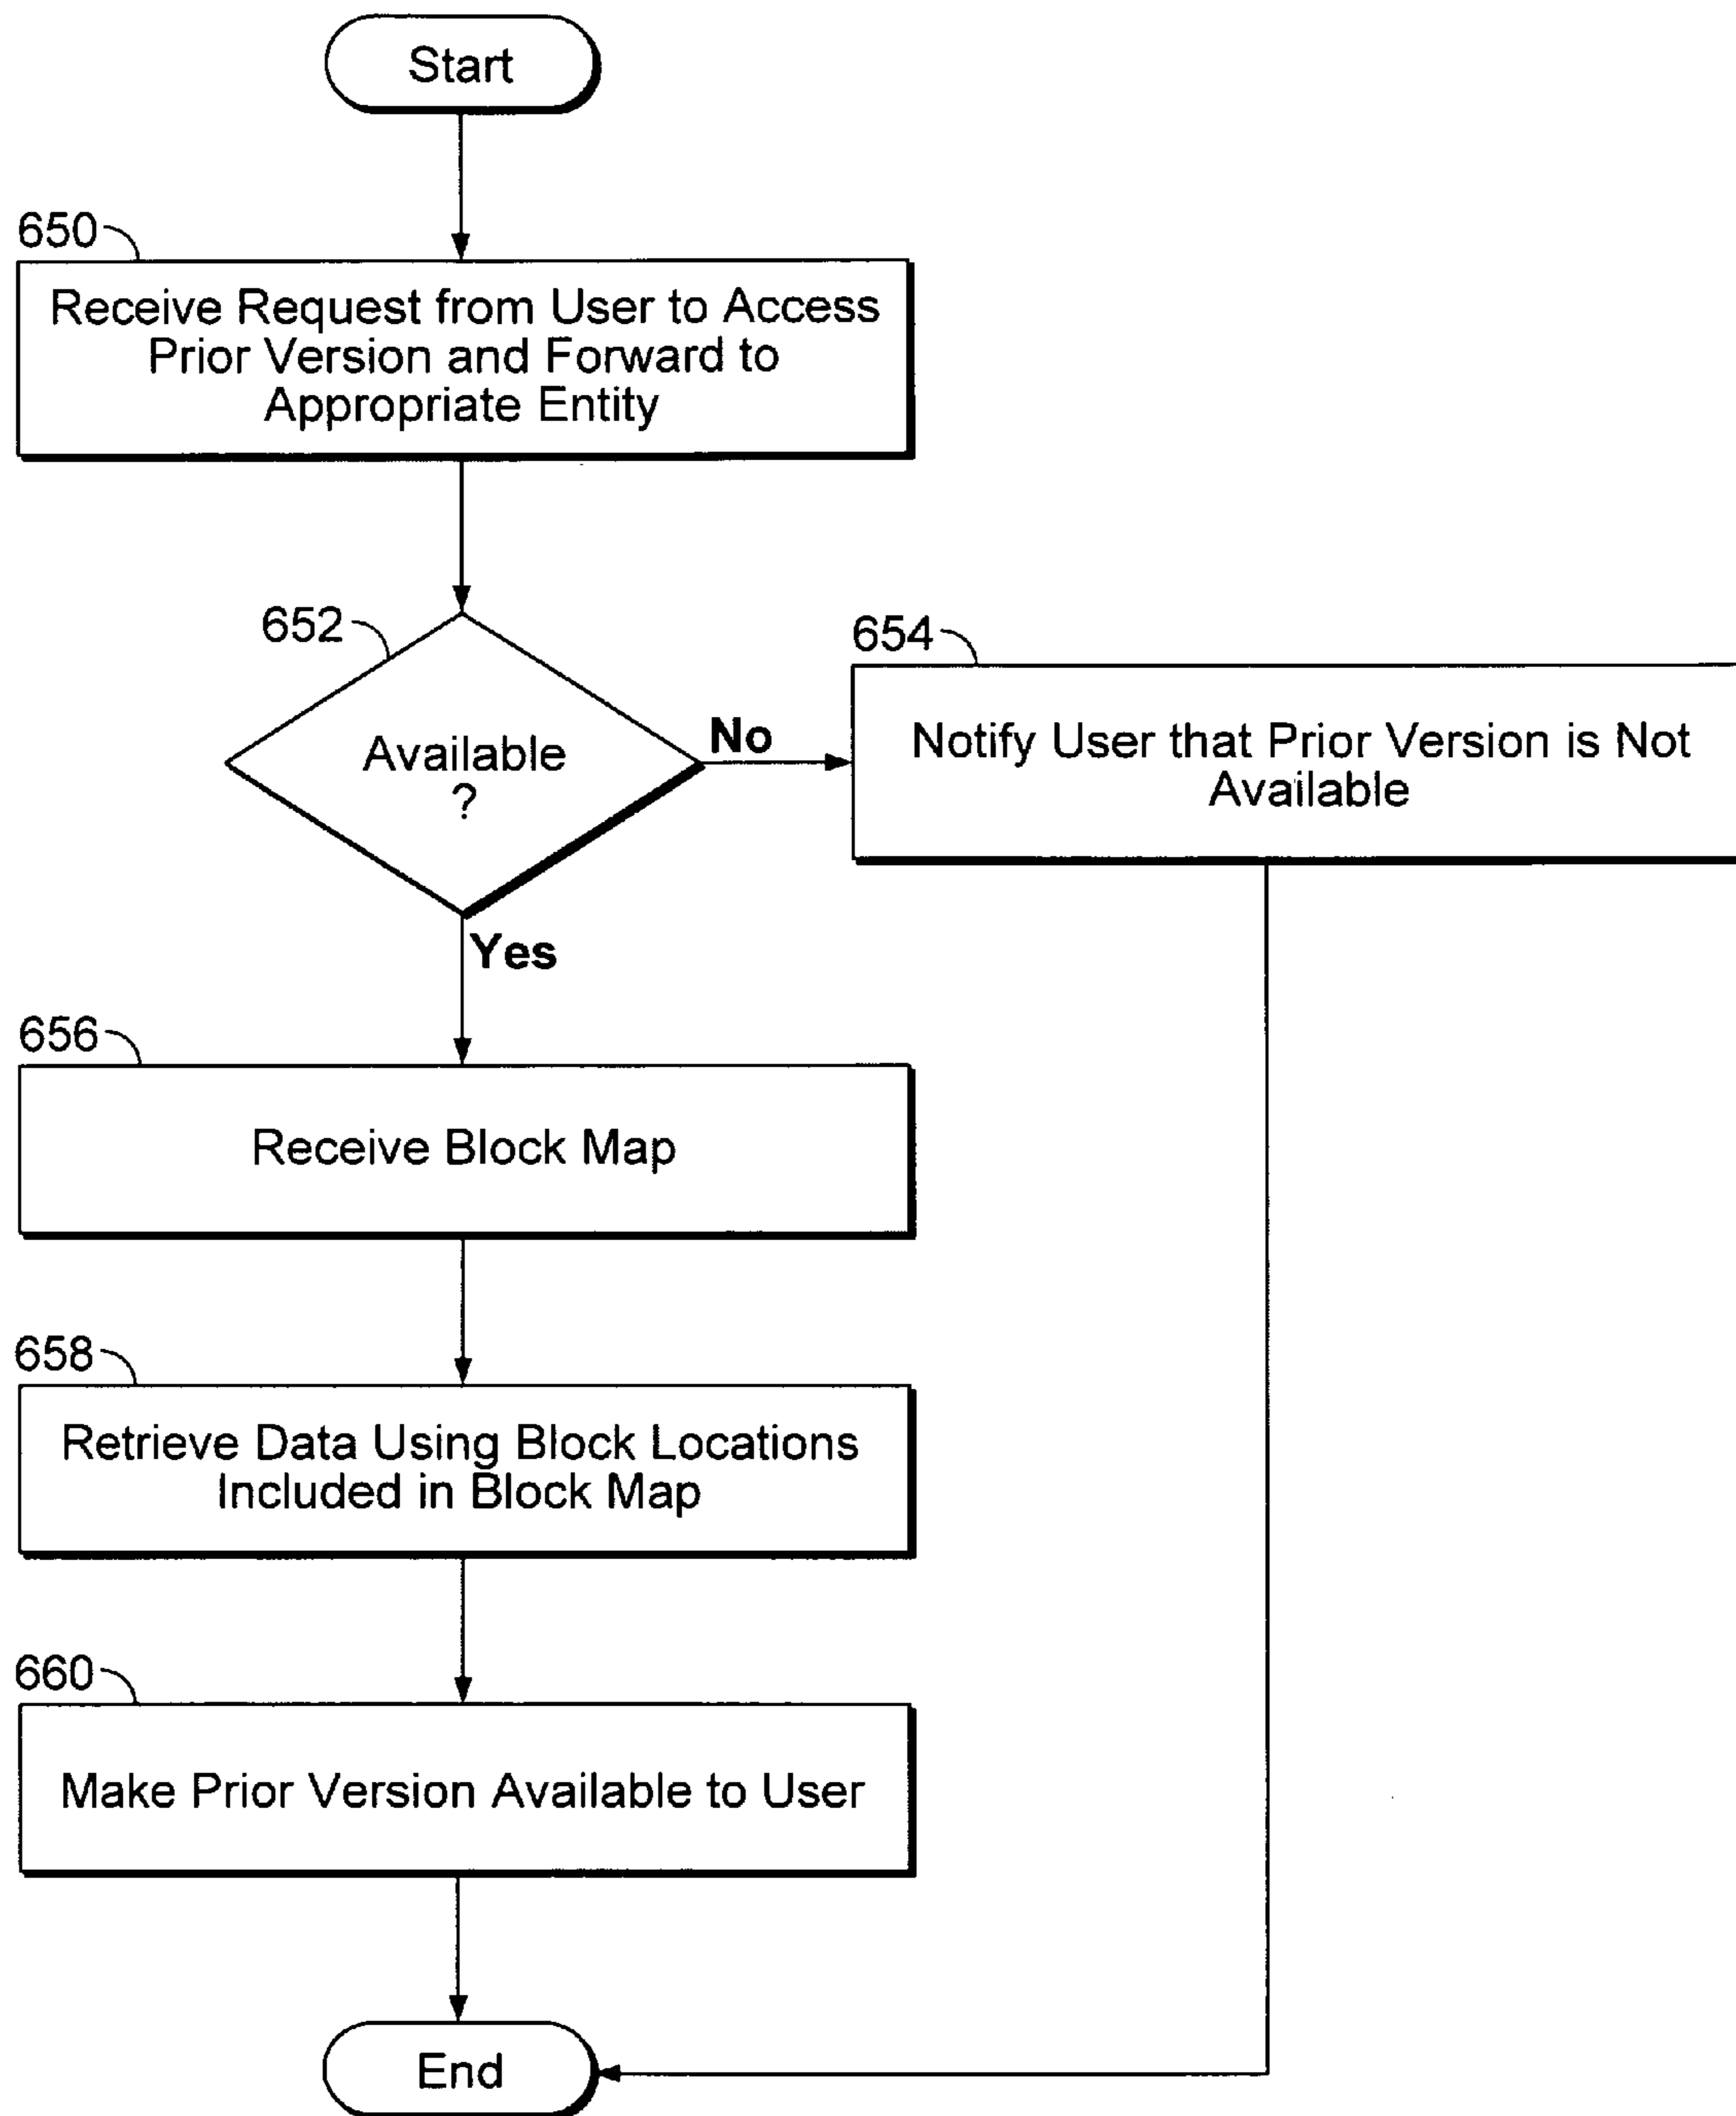 Start
650
Receive Request from User to Access
Prior Version and Forward to
Appropriate Entity
652
Available
?
No
654
Notify User that Prior Version is Not
Available
Yes
656
Receive Block Map
658
Retrieve Data Using Block Locations
Included in Block Map
660
Make Prior Version Available to User
End